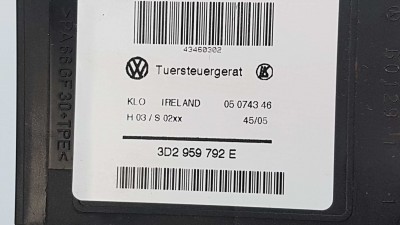 43460302
Tuersteuergerat
KLO IRELAND 05 0743 46
H 03 / S 02xx 45/05
3D2 959 792 E